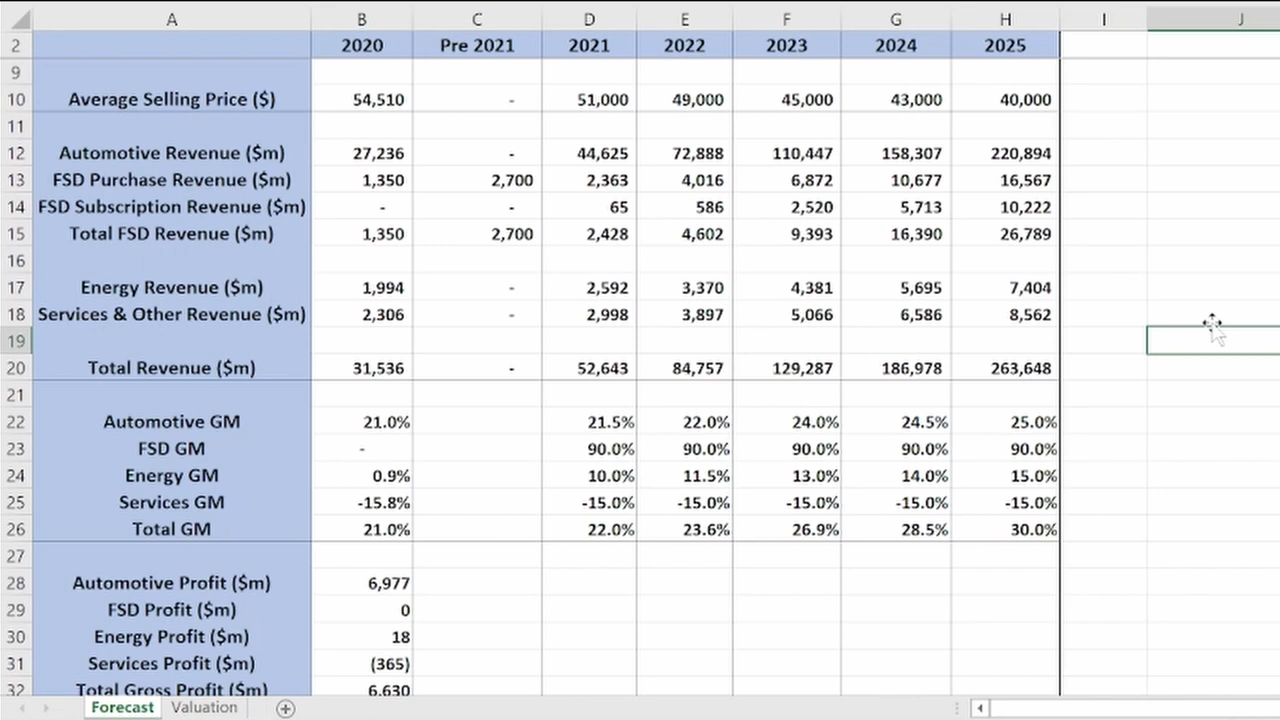 A B C D E F G H I J
2 2020 Pre 2021 2021 2022 2023 2024 2025
9
10 Average Selling Price ($) 54,510 - 51,000 49,000 45,000 43,000 40,000
11
12 Automotive Revenue ($m) 27,236 - 44,625 72,888 110,447 158,307 220,894
13 FSD Purchase Revenue ($m) 1,350 2,700 2,363 4,016 6,872 10,677 16,567
14 FSD Subscription Revenue ($m) - - 65 586 2,520 5,713 10,222
15 Total FSD Revenue ($m) 1,350 2,700 2,428 4,602 9,393 16,390 26,789
16
17 Energy Revenue ($m) 1,994 - 2,592 3,370 4,381 5,695 7,404
18 Services & Other Revenue ($m) 2,306 - 2,998 3,897 5,066 6,586 8,562
19
20 Total Revenue ($m) 31,536 - 52,643 84,757 129,287 186,978 263,648
21
22 Automotive GM 21.0% 21.5% 22.0% 24.0% 24.5% 25.0%
23 FSD GM - 90.0% 90.0% 90.0% 90.0% 90.0%
24 Energy GM 0.9% 10.0% 11.5% 13.0% 14.0% 15.0%
25 Services GM -15.8% -15.0% -15.0% -15.0% -15.0% -15.0%
26 Total GM 21.0% 22.0% 23.6% 26.9% 28.5% 30.0%
27
28 Automotive Profit ($m) 6,977
29 FSD Profit ($m) 0
30 Energy Profit ($m) 18
31 Services Profit ($m) (365)
32 Total Gross Profit ($m) 6,630
Forecast Valuation